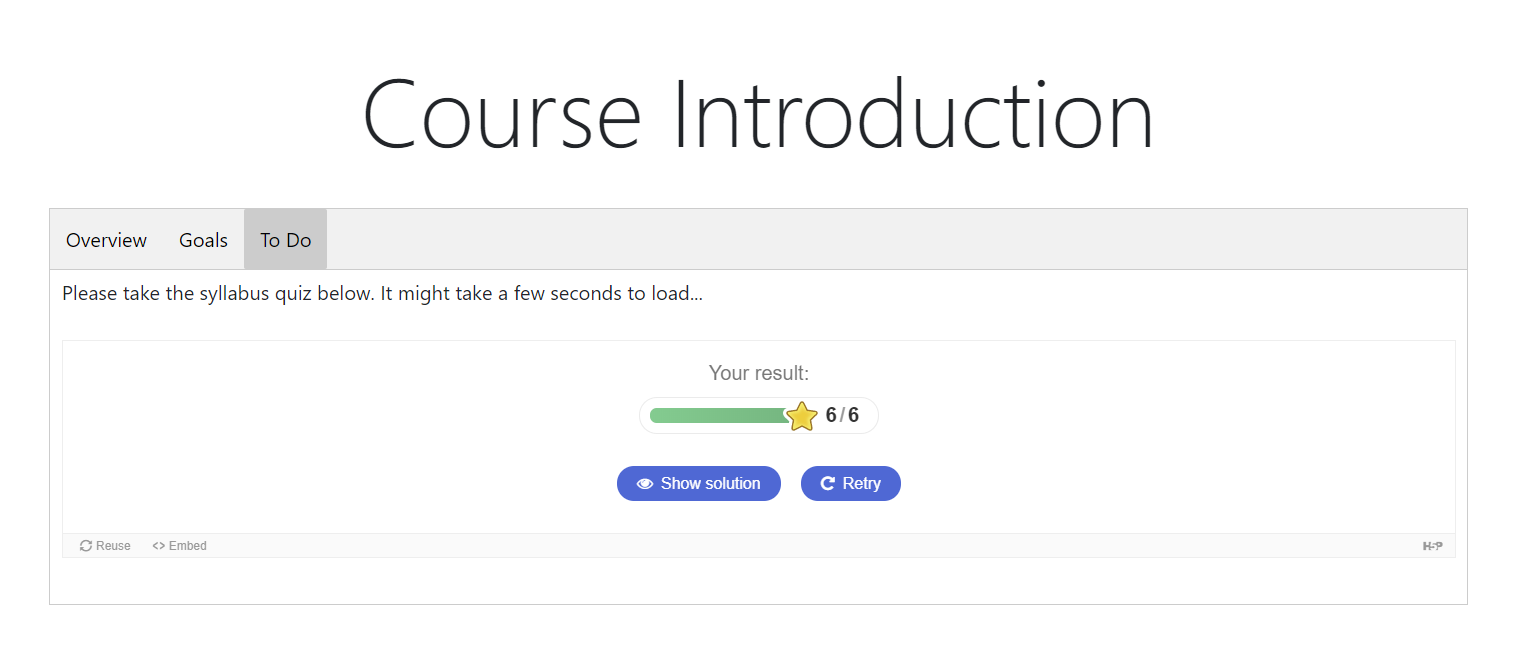 Course Introduction
Overview Goals To Do
Please take the syllabus quiz below. It might take a few seconds to load...
Your result:
6/6
Show solution Retry
Reuse <> Embed H5P